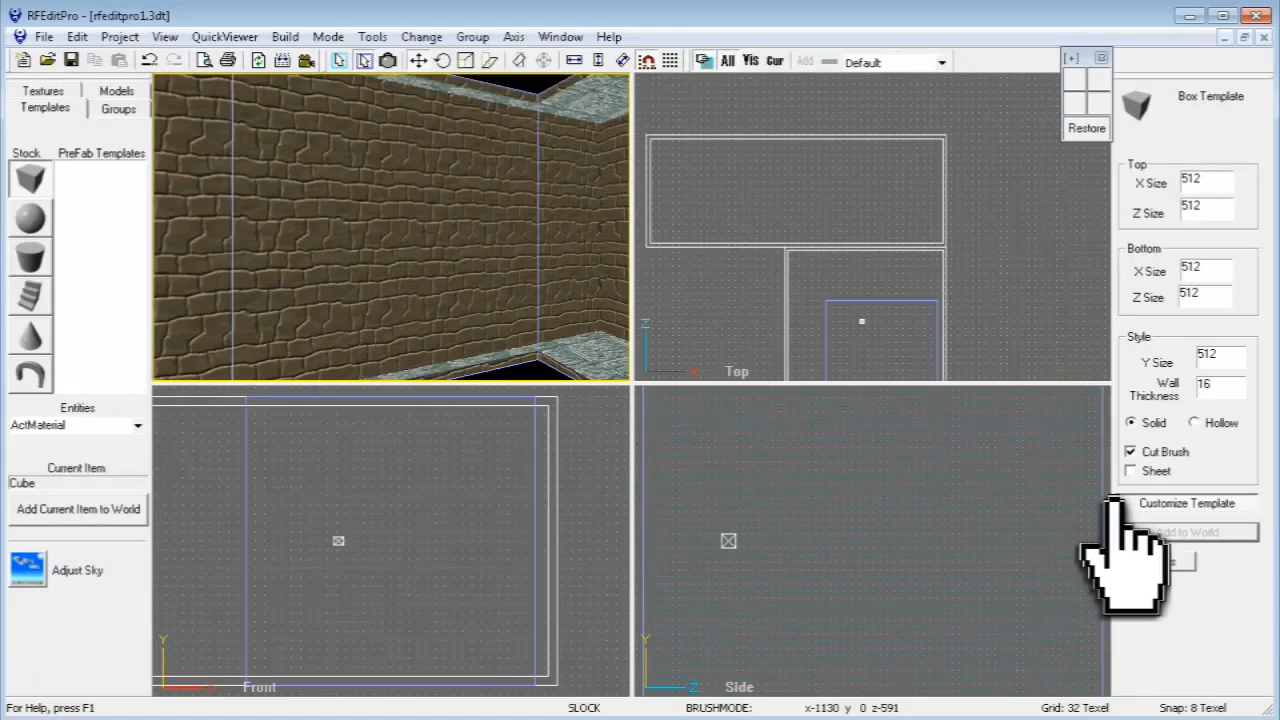 RFEditPro - [rfeditpro1.3dt]
File Edit Project View QuickViewer Build Mode Tools Change Group Axis Window Help
All Vis Cur Add Default
[+]
Restore
Textures Models
Templates Groups
Stock PreFab Templates
Entities
ActMaterial
Current Item
Cube
Add Current Item to World
Adjust Sky
Top
Front
Side
Z
X
Y
Y
Z
Box Template
Top
X Size 512
Z Size 512
Bottom
X Size 512
Z Size 512
Style
Y Size 512
Wall Thickness 16
Solid Hollow
Cut Brush
Sheet
Customize Template
Add to World
For Help, press F1 SLOCK BRUSHMODE: x-1130 y 0 z-591 Grid: 32 Texel Snap: 8 Texel